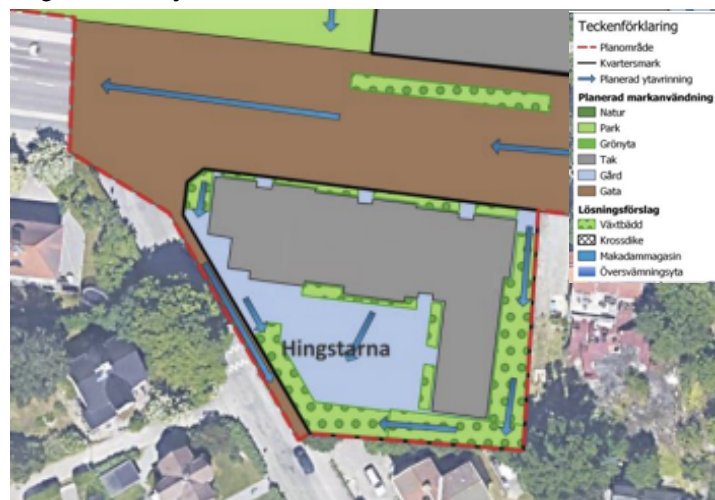 Teckenförklaring
Planområde
Kvartersmark
Planerad ytavrinning
Planerad markanvändning
Natur
Park
Grönyta
Tak
Gård
Gata
Lösningsförslag
Växtbädd
Krossdike
Makadammagasin
Översvämningsyta
Hingstarna